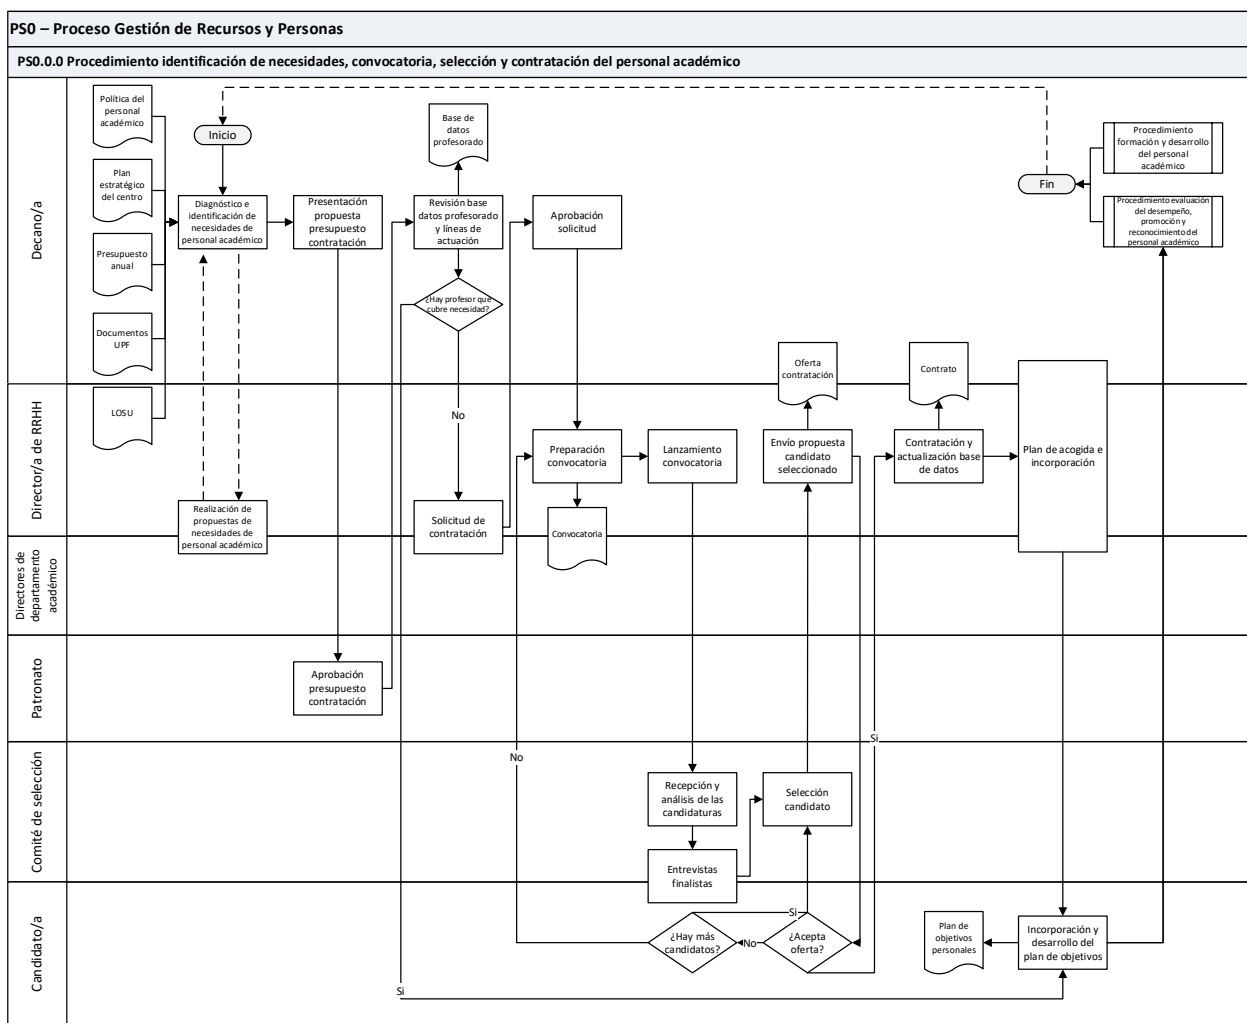 PS0 – Proceso Gestión de Recursos y Personas
PS0.0.0 Procedimiento identificación de necesidades, convocatoria, selección y contratación del personal académico
Decano/a
Política del
personal
académico
Plan
estratégico
del centro
Presupuesto
anual
Documentos
UPF
Inicio
Diagnóstico e
identificación de
necesidades de
personal académico
Presentación
propuesta
presupuesto
contratación
Base de
datos
profesorado
Revisión base
datos profesorado
y líneas de
actuación
¿Hay profesor que
cubre necesidad?
Aprobación
solicitud
Oferta
contratación
Contrato
Fin
Procedimiento
formación y desarrollo
del personal
académico
Procedimiento evaluación
del desempeño,
promoción y
reconocimiento del
personal académico
Director/a de RRHH
LOSU
Realización de
propuestas de
necesidades de
personal académico
No
Solicitud de
contratación
Preparación
convocatoria
Convocatoria
Lanzamiento
convocatoria
Envío propuesta
candidato
seleccionado
Contratación y
actualización base
de datos
Plan de acogida e
incorporación
Directores de
departamento
académico
Patronato
Aprobación
presupuesto
contratación
Si
Comité de selección
No
Recepción y
análisis de las
candidaturas
Selección
candidato
Entrevistas
finalistas
Candidato/a
¿Hay más
candidatos?
Si
No
¿Acepta
oferta?
Plan de
objetivos
personales
Incorporación y
desarrollo del
plan de objetivos
Si